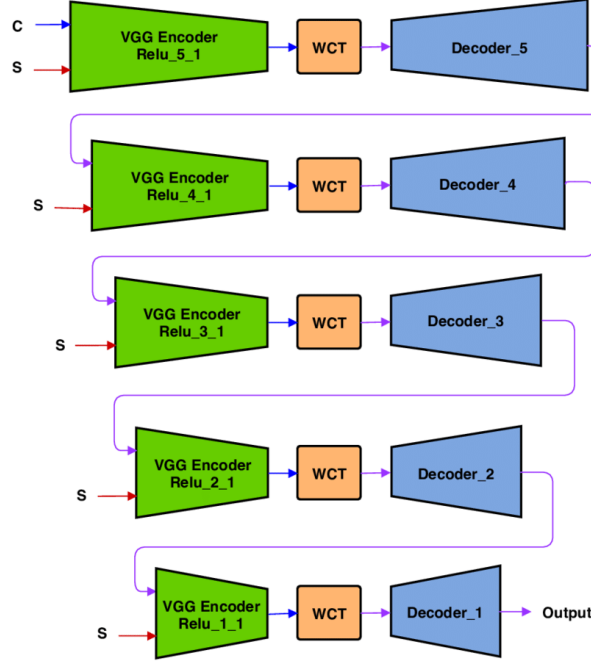 C
S
VGG Encoder
Relu_5_1
WCT
Decoder_5
S
VGG Encoder
Relu_4_1
WCT
Decoder_4
S
VGG Encoder
Relu_3_1
WCT
Decoder_3
S
VGG Encoder
Relu_2_1
WCT
Decoder_2
S
VGG Encoder
Relu_1_1
WCT
Decoder_1
Output